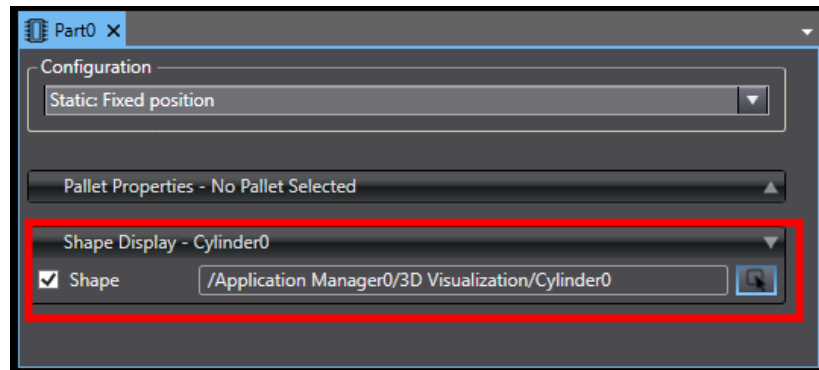 Part0
Configuration
Static: Fixed position
Pallet Properties - No Pallet Selected
Shape Display - Cylinder0
Shape /Application Manager0/3D Visualization/Cylinder0